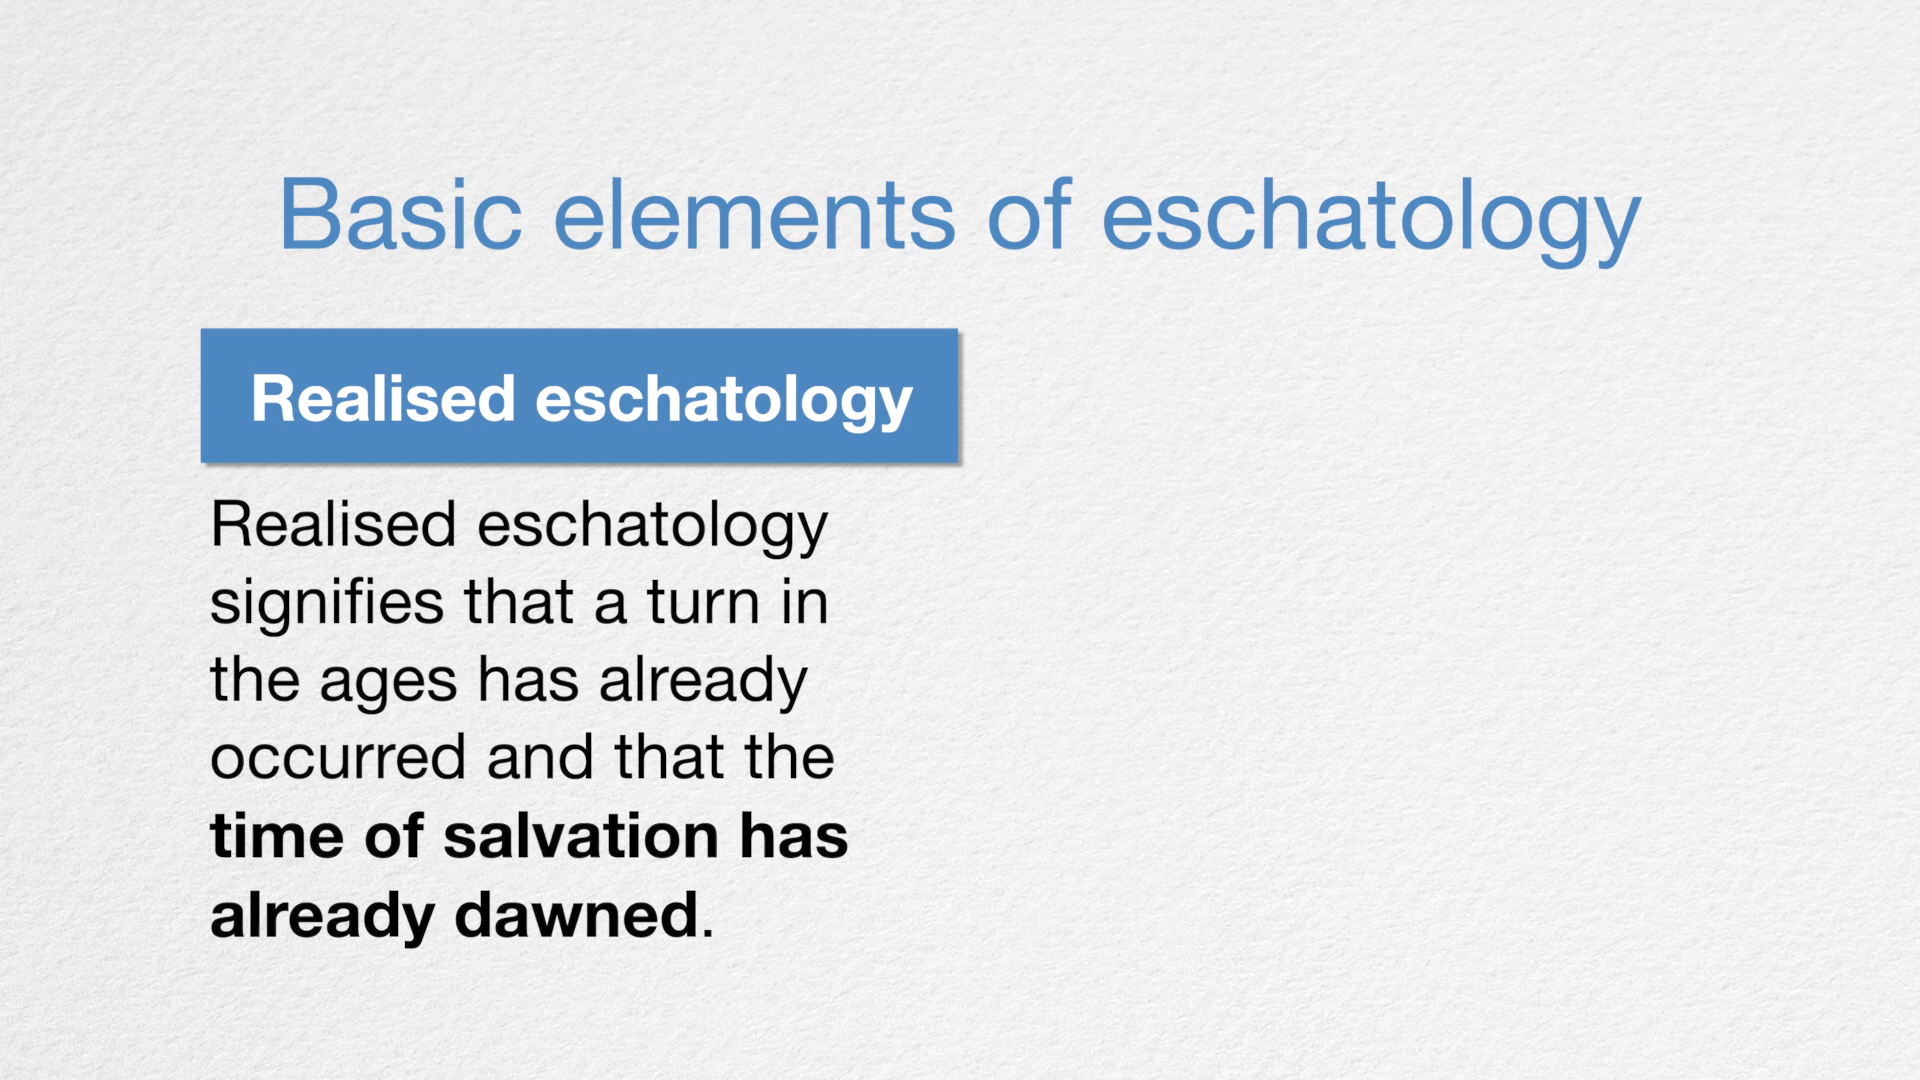 Basic elements of eschatology
Realised eschatology
Realised eschatology
signifies that a turn in
the ages has already
occurred and that the
time of salvation has
already dawned.